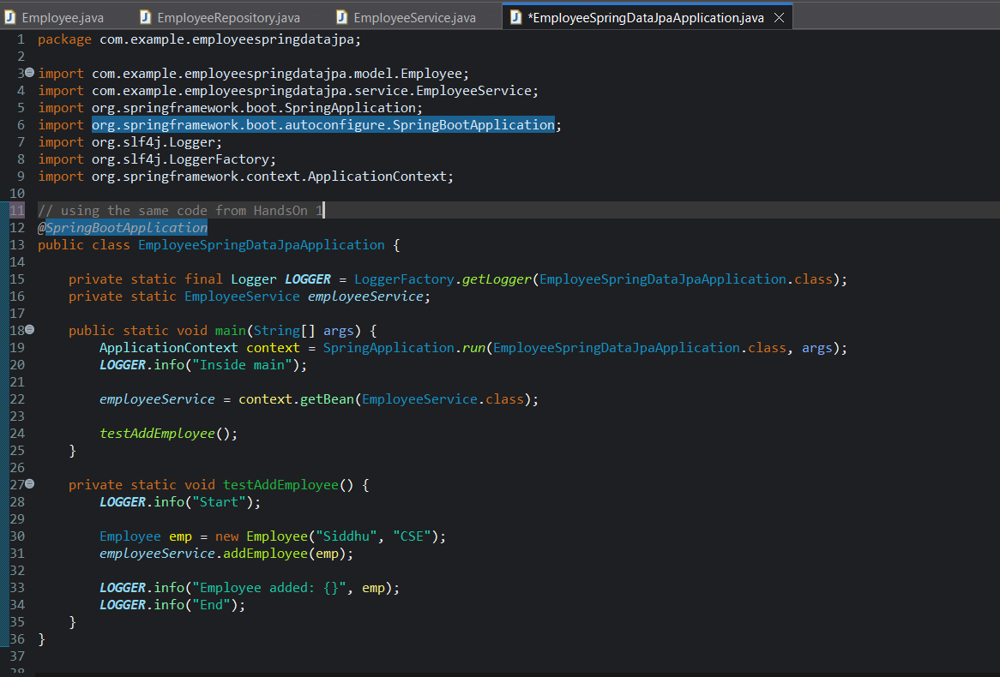 Employee.java EmployeeRepository.java EmployeeService.java *EmployeeSpringDataJpaApplication.java
1 package com.example.employeespringdatajpa;
2
3 import com.example.employeespringdatajpa.model.Employee;
4 import com.example.employeespringdatajpa.service.EmployeeService;
5 import org.springframework.boot.SpringApplication;
6 import org.springframework.boot.autoconfigure.SpringBootApplication;
7 import org.slf4j.Logger;
8 import org.slf4j.LoggerFactory;
9 import org.springframework.context.ApplicationContext;
10
11 // using the same code from HandsOn 1
12 @SpringBootApplication
13 public class EmployeeSpringDataJpaApplication {
14
15     private static final Logger LOGGER = LoggerFactory.getLogger(EmployeeSpringDataJpaApplication.class);
16     private static EmployeeService employeeService;
17
18     public static void main(String[] args) {
19         ApplicationContext context = SpringApplication.run(EmployeeSpringDataJpaApplication.class, args);
20         LOGGER.info("Inside main");
21
22         employeeService = context.getBean(EmployeeService.class);
23
24         testAddEmployee();
25     }
26
27     private static void testAddEmployee() {
28         LOGGER.info("Start");
29
30         Employee emp = new Employee("Siddhu", "CSE");
31         employeeService.addEmployee(emp);
32
33         LOGGER.info("Employee added: {}", emp);
34         LOGGER.info("End");
35     }
36 }
37
38